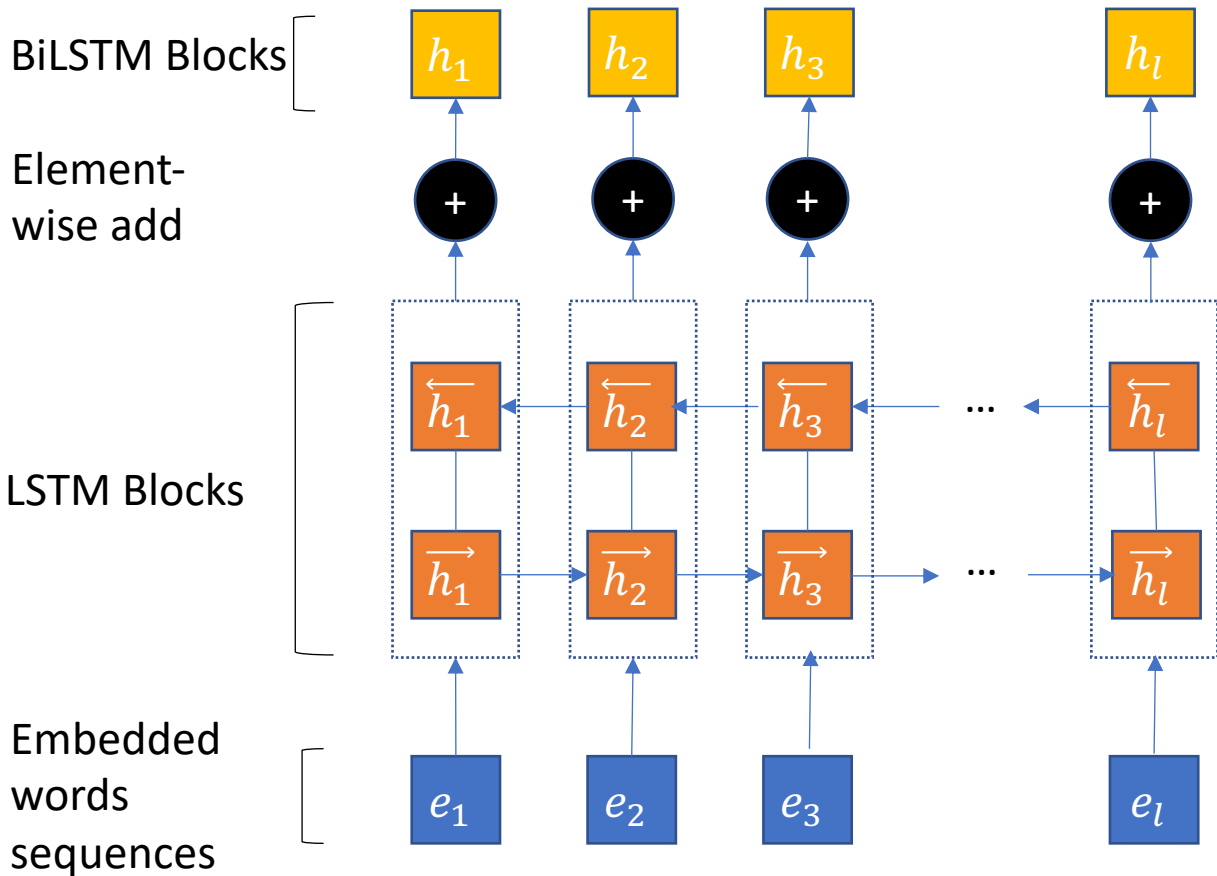 BiLSTM Blocks
h₁ h₂ h₃ hₗ
Element-
wise add
+ + + +
LSTM Blocks
←h₁ ←h₂ ←h₃ ... ←hₗ
→h₁ →h₂ →h₃ ... →hₗ
Embedded
words
sequences
e₁ e₂ e₃ eₗ